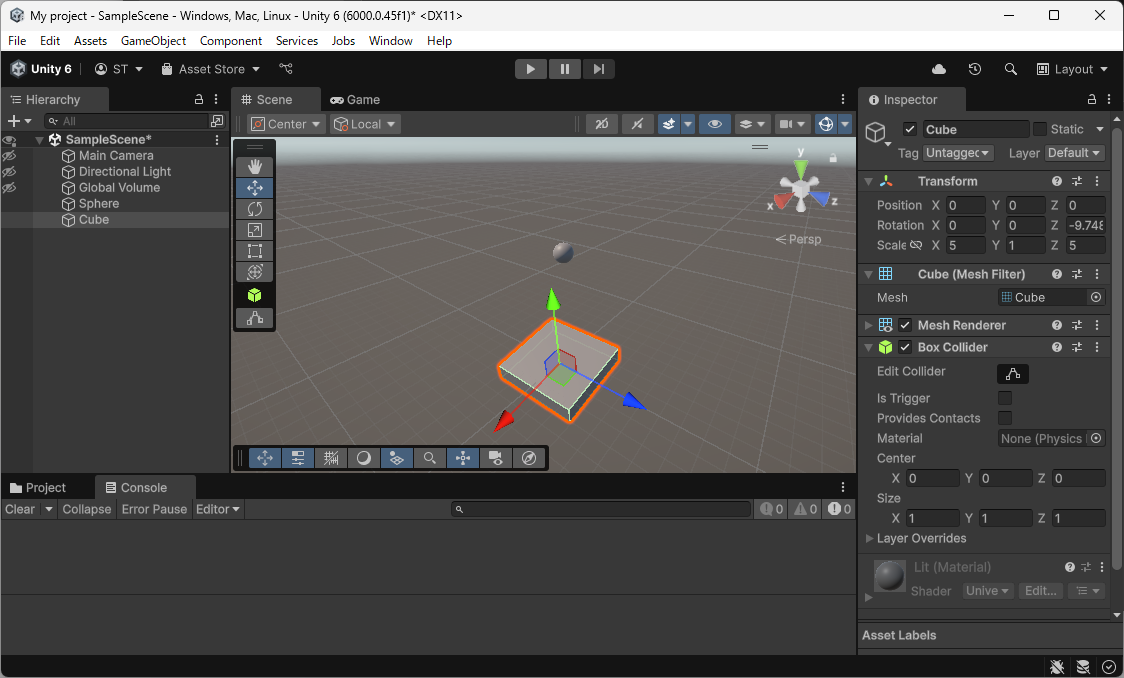 My project - SampleScene - Windows, Mac, Linux - Unity 6 (6000.0.45f1)* <DX11>
File Edit Assets GameObject Component Services Jobs Window Help
Unity 6 ST Asset Store Layout
Hierarchy
All
SampleScene*
Main Camera
Directional Light
Global Volume
Sphere
Cube
Scene Game
Center Local 2D
y
x z
Persp
Inspector
Cube Static
Tag Untagged Layer Default
Transform
Position X 0 Y 0 Z 0
Rotation X 0 Y 0 Z -9.748
Scale X 5 Y 1 Z 5
Cube (Mesh Filter)
Mesh Cube
Mesh Renderer
Box Collider
Edit Collider
Is Trigger
Provides Contacts
Material None (Physics
Center
X 0 Y 0 Z 0
Size
X 1 Y 1 Z 1
Layer Overrides
Lit (Material)
Shader Unive Edit...
Asset Labels
Project Console
Clear Collapse Error Pause Editor 0 0 0